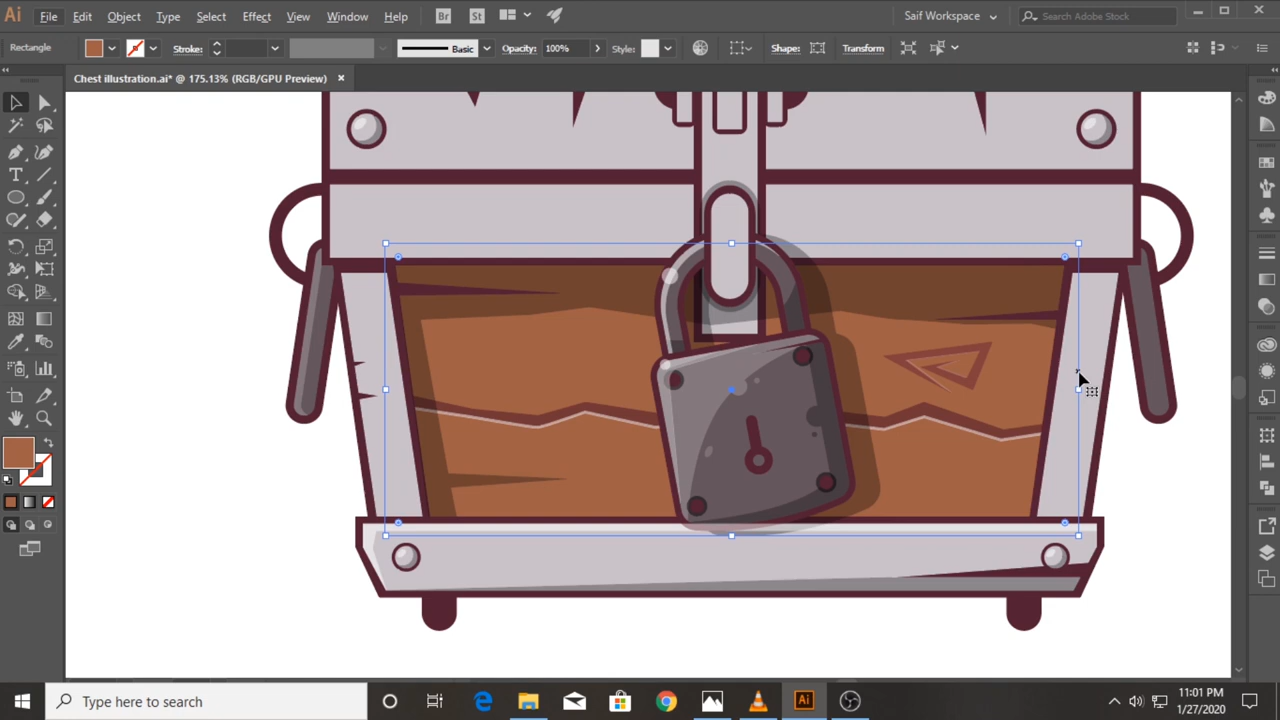 Ai File Edit Object Type Select Effect View Window Help Br St Saif Workspace Search Adobe Stock
Rectangle Stroke: Basic Opacity: 100% Style: Shape: Transform
Chest illustration.ai* @ 175.13% (RGB/GPU Preview) ×
T
Type here to search
Ai
11:01 PM
1/27/2020